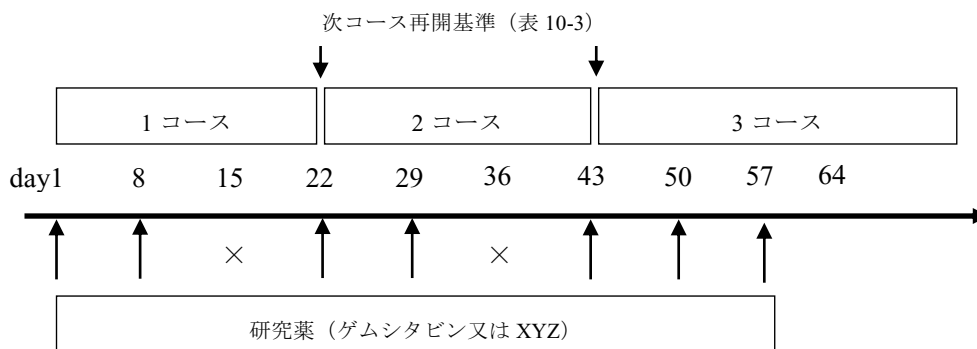 次コース再開基準（表 10-3）
1 コース 2 コース 3 コース
day1 8 15 22 29 36 43 50 57 64
× ×
研究薬（ゲムシタビン又は XYZ）